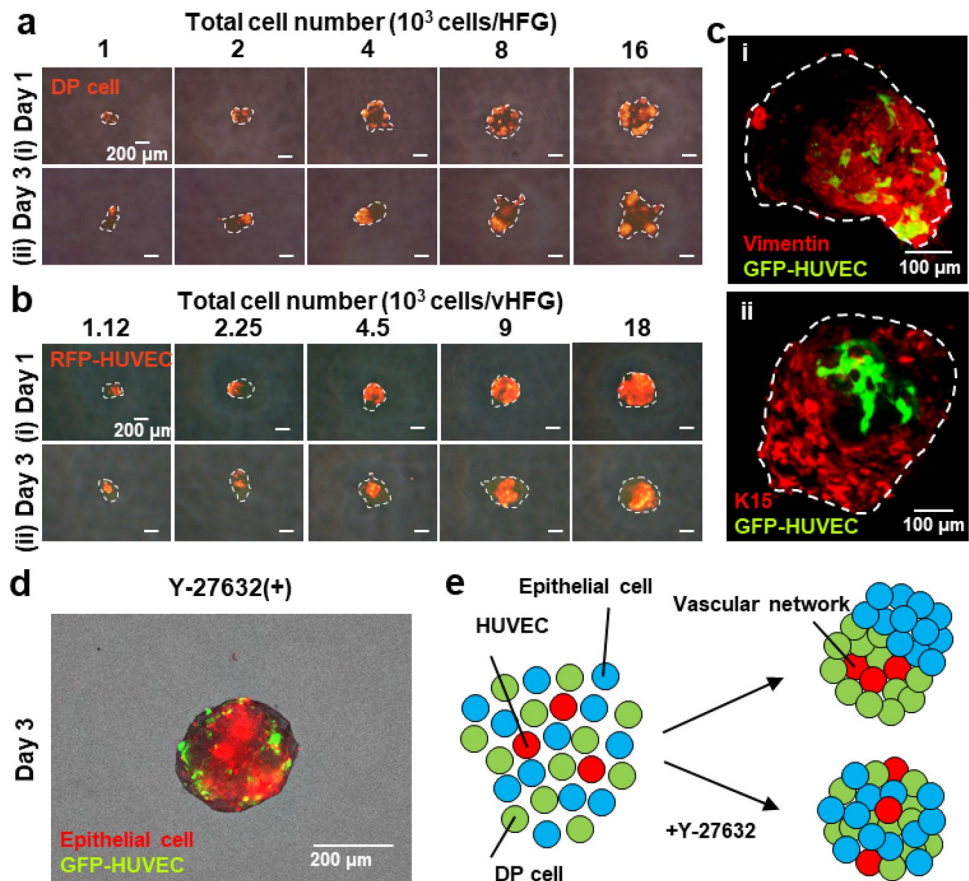 a
Total cell number (10³ cells/HFG)
1 2 4 8 16
(i) Day 1
DP cell
200 µm
(ii) Day 3
b
Total cell number (10³ cells/vHFG)
1.12 2.25 4.5 9 18
(i) Day 1
RFP-HUVEC
200 µm
(ii) Day 3
c
i
Vimentin
GFP-HUVEC
100 µm
ii
K15
GFP-HUVEC
100 µm
d
Y-27632(+)
Day 3
Epithelial cell
GFP-HUVEC
200 µm
e
Epithelial cell
HUVEC
Vascular network
+Y-27632
DP cell